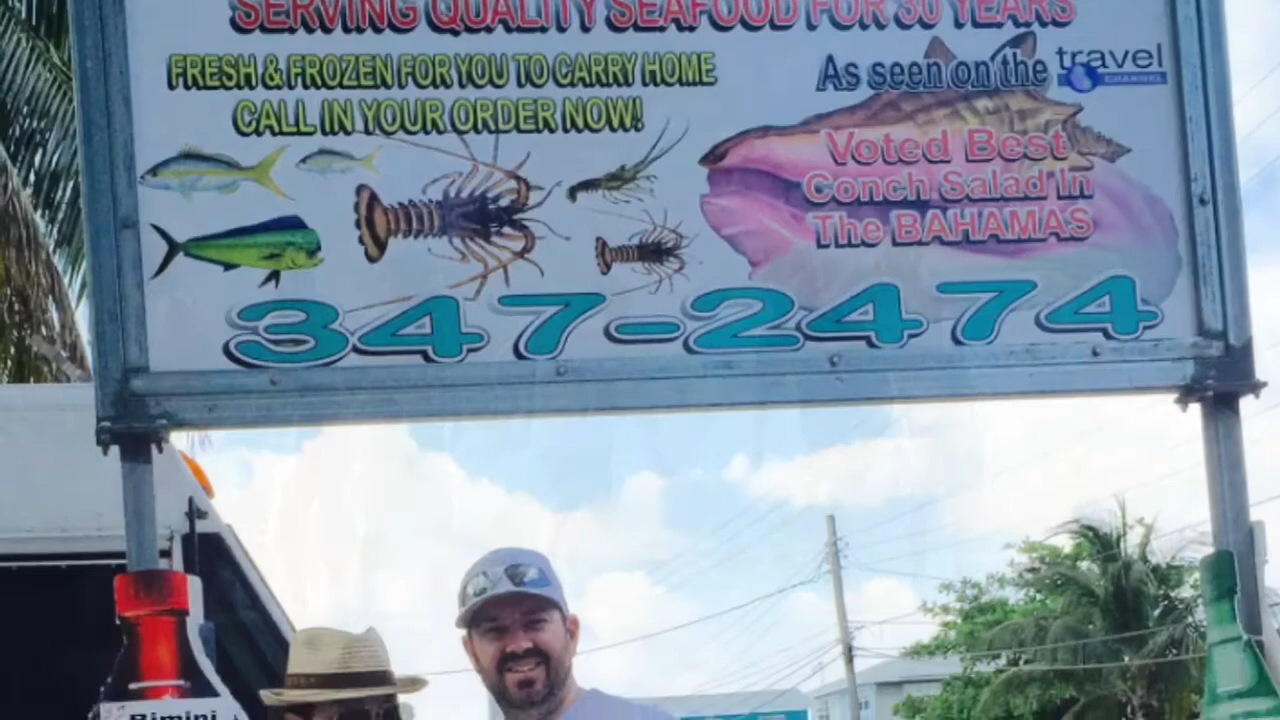 SERVING QUALITY SEAFOOD FOR 30 YEARS
FRESH & FROZEN FOR YOU TO CARRY HOME
CALL IN YOUR ORDER NOW!
As seen on the travel CHANNEL
Voted Best
Conch Salad In
The BAHAMAS
347-2474
Bimini